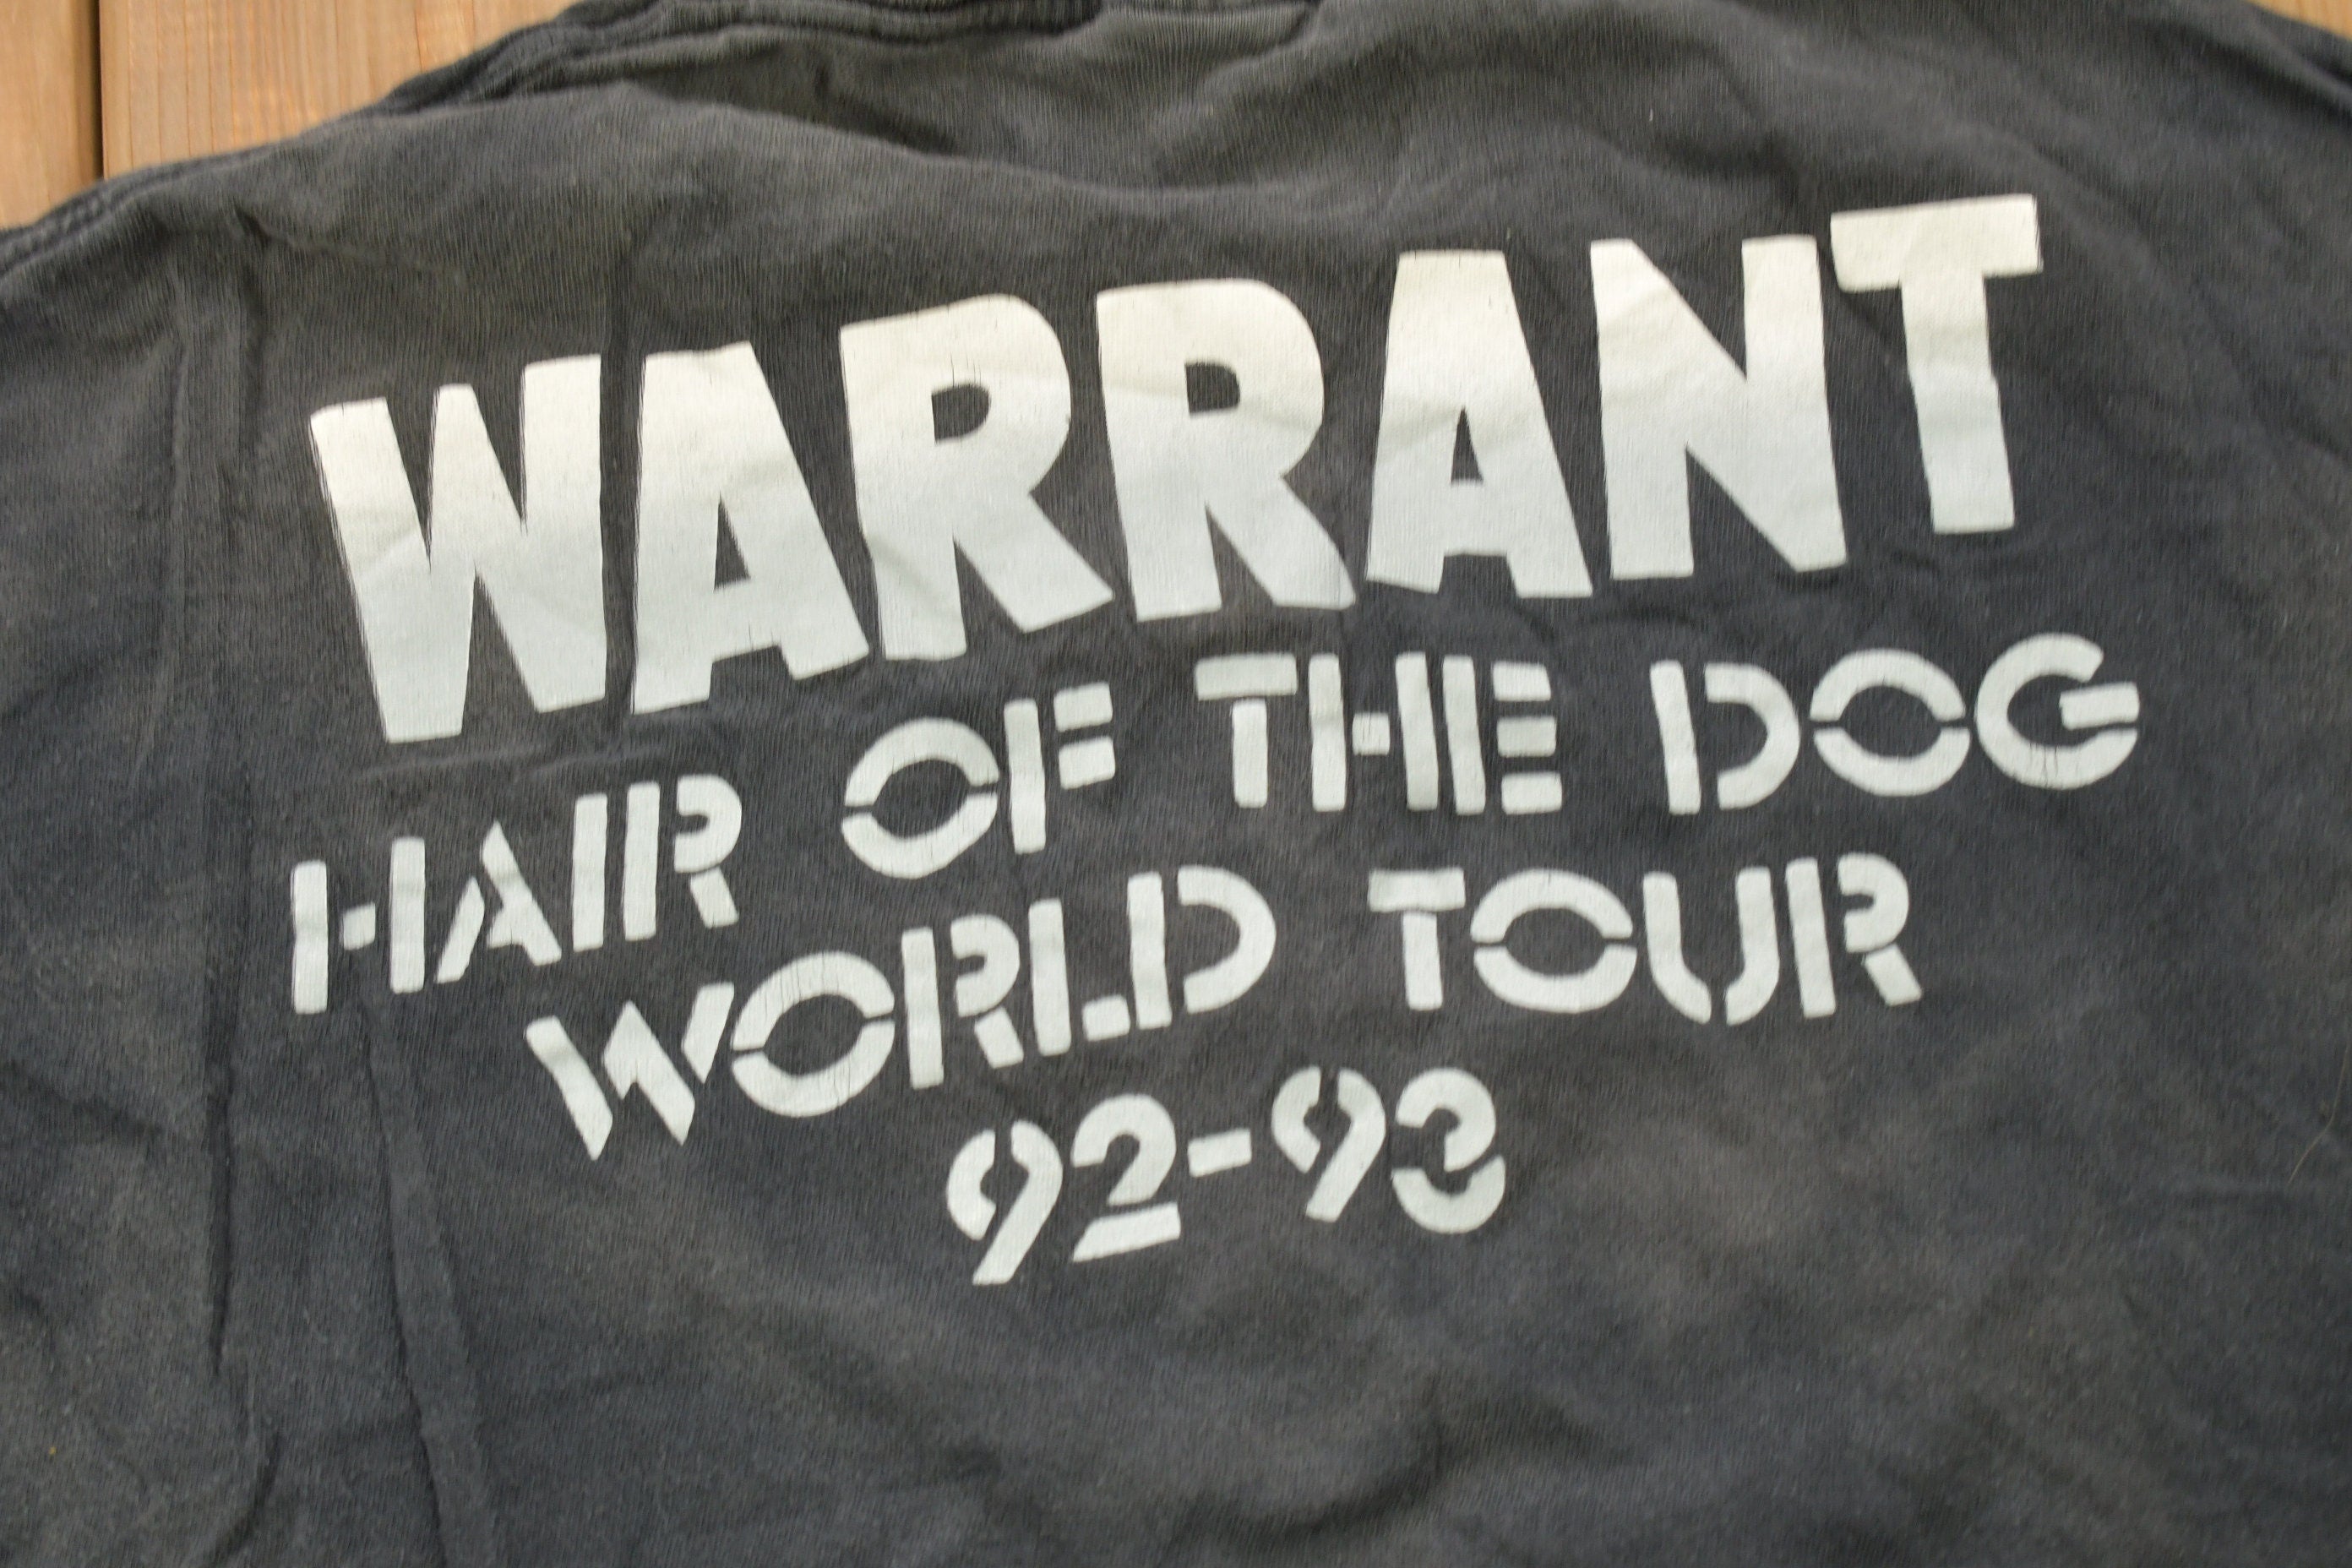 WARRANT
HAIR OF THE DOG
WORLD TOUR
92-93